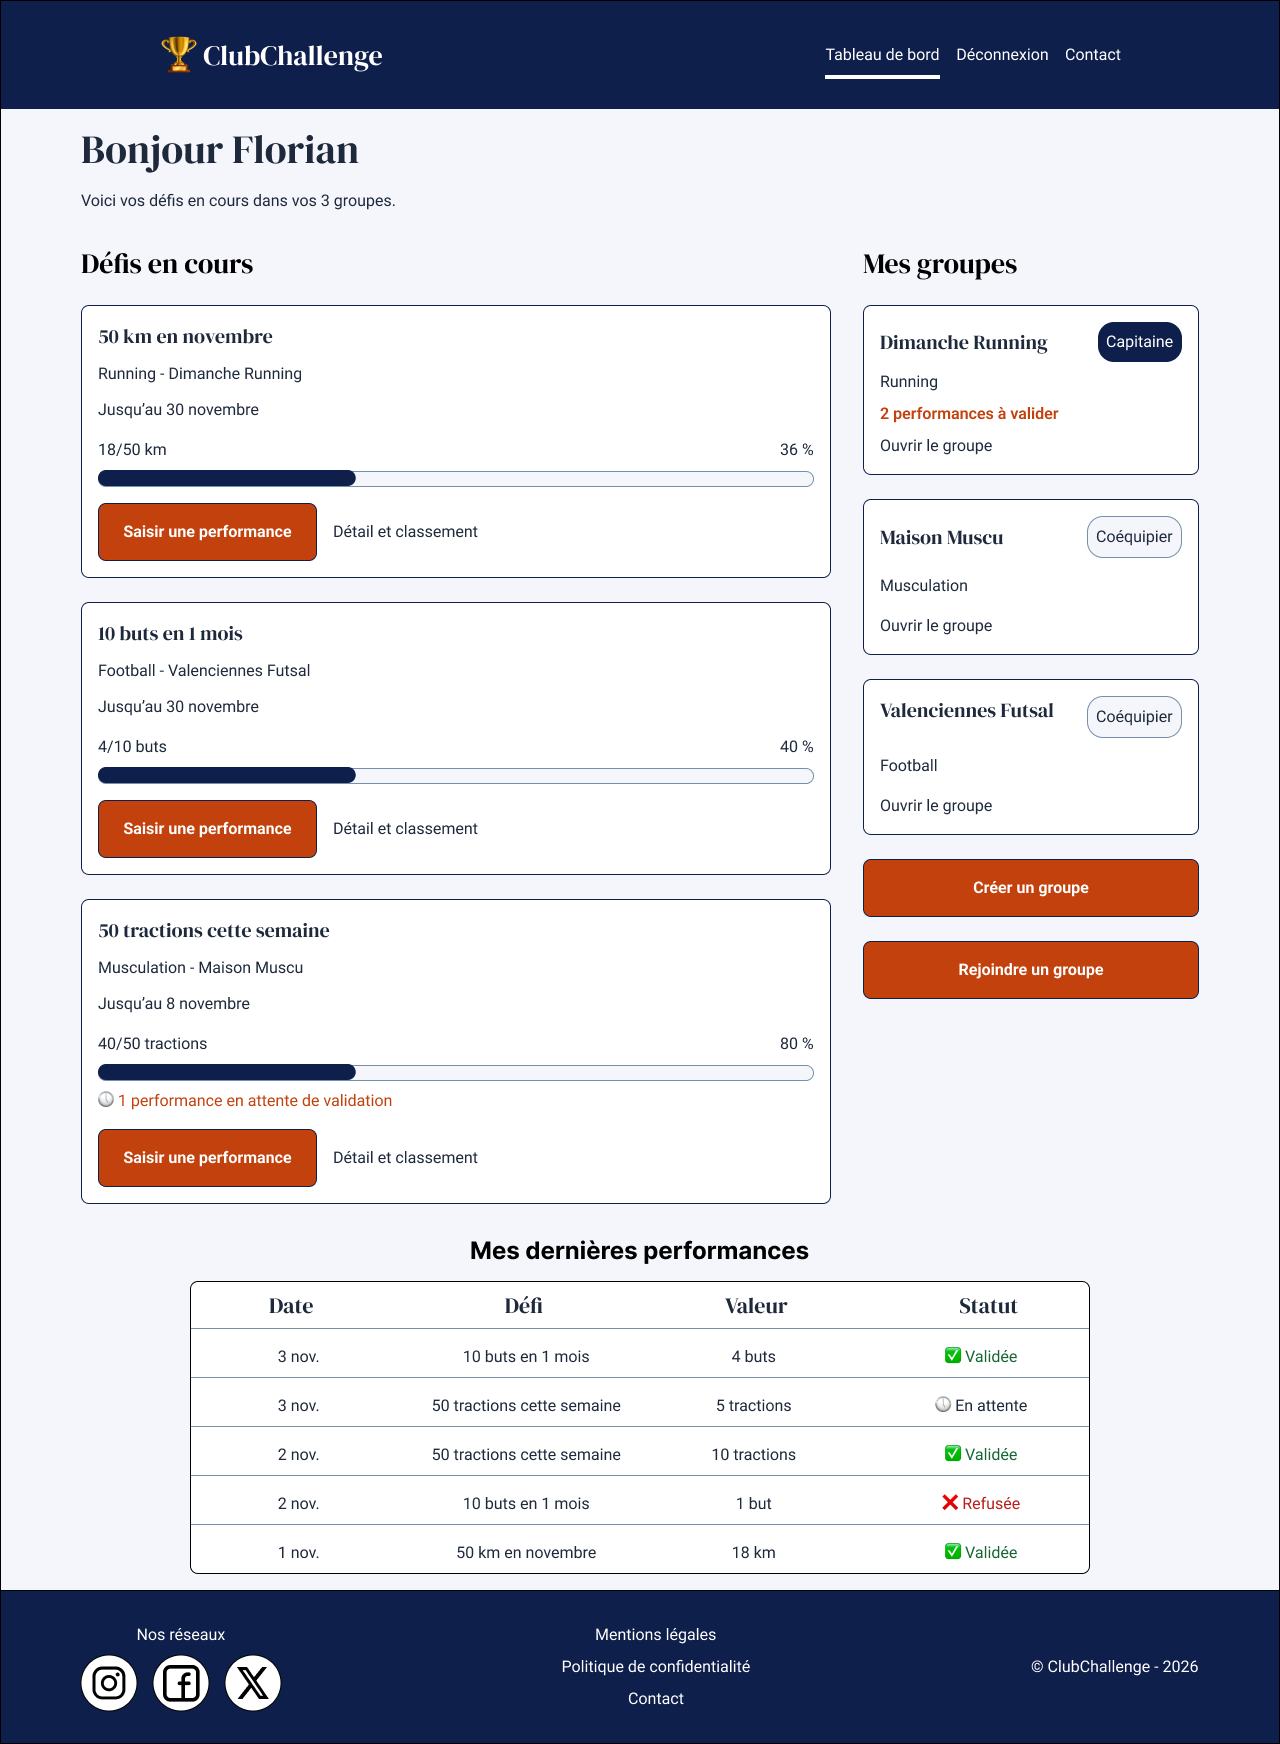 🏆 ClubChallenge
Tableau de bord Déconnexion Contact
Bonjour Florian
Voici vos défis en cours dans vos 3 groupes.
Défis en cours
50 km en novembre
Running - Dimanche Running
Jusqu’au 30 novembre
18/50 km 36 %
Saisir une performance Détail et classement
10 buts en 1 mois
Football - Valenciennes Futsal
Jusqu’au 30 novembre
4/10 buts 40 %
Saisir une performance Détail et classement
50 tractions cette semaine
Musculation - Maison Muscu
Jusqu’au 8 novembre
40/50 tractions 80 %
1 performance en attente de validation
Saisir une performance Détail et classement
Mes groupes
Dimanche Running Capitaine
Running
2 performances à valider
Ouvrir le groupe
Maison Muscu Coéquipier
Musculation
Ouvrir le groupe
Valenciennes Futsal Coéquipier
Football
Ouvrir le groupe
Créer un groupe
Rejoindre un groupe
Mes dernières performances
Date Défi Valeur Statut
3 nov. 10 buts en 1 mois 4 buts ✅ Validée
3 nov. 50 tractions cette semaine 5 tractions En attente
2 nov. 50 tractions cette semaine 10 tractions ✅ Validée
2 nov. 10 buts en 1 mois 1 but ❌ Refusée
1 nov. 50 km en novembre 18 km ✅ Validée
Nos réseaux
Mentions légales
Politique de confidentialité
Contact
© ClubChallenge - 2026